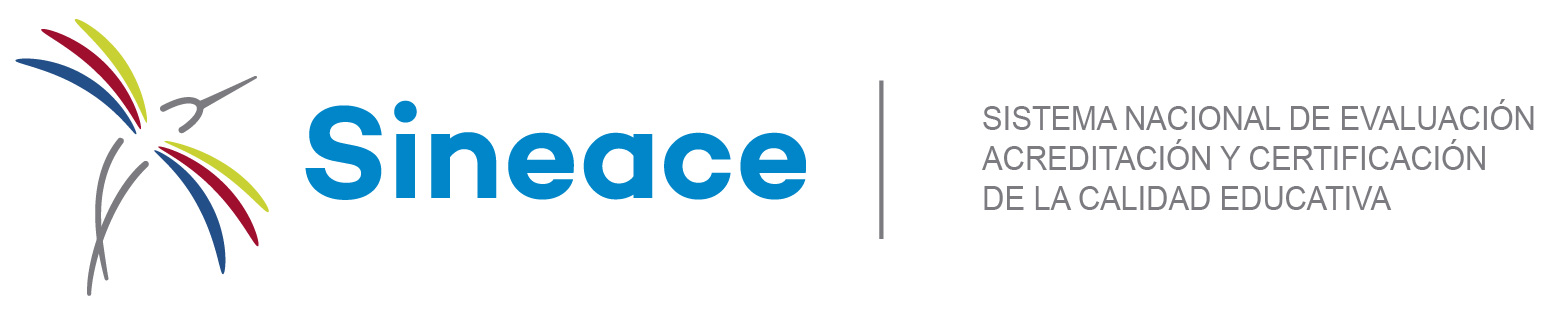 Sineace
SISTEMA NACIONAL DE EVALUACIÓN
ACREDITACIÓN Y CERTIFICACIÓN
DE LA CALIDAD EDUCATIVA